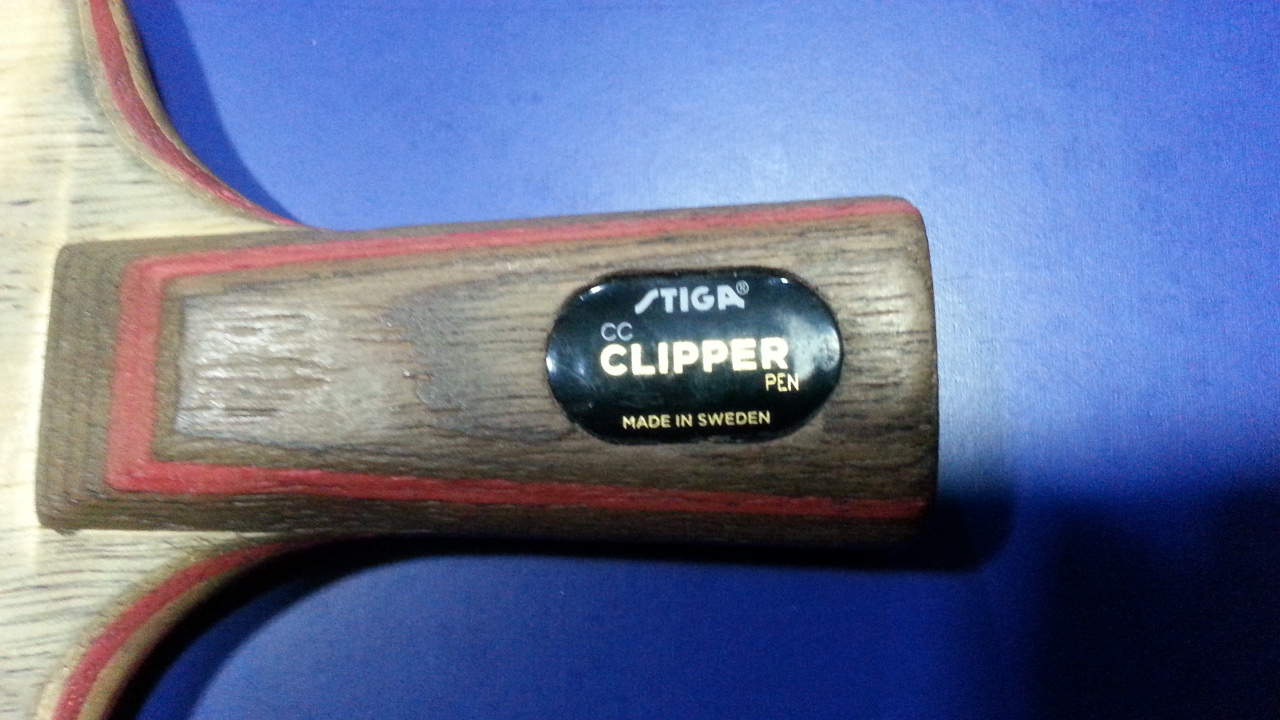 STIGA®
CC
CLIPPER
PEN
MADE IN SWEDEN